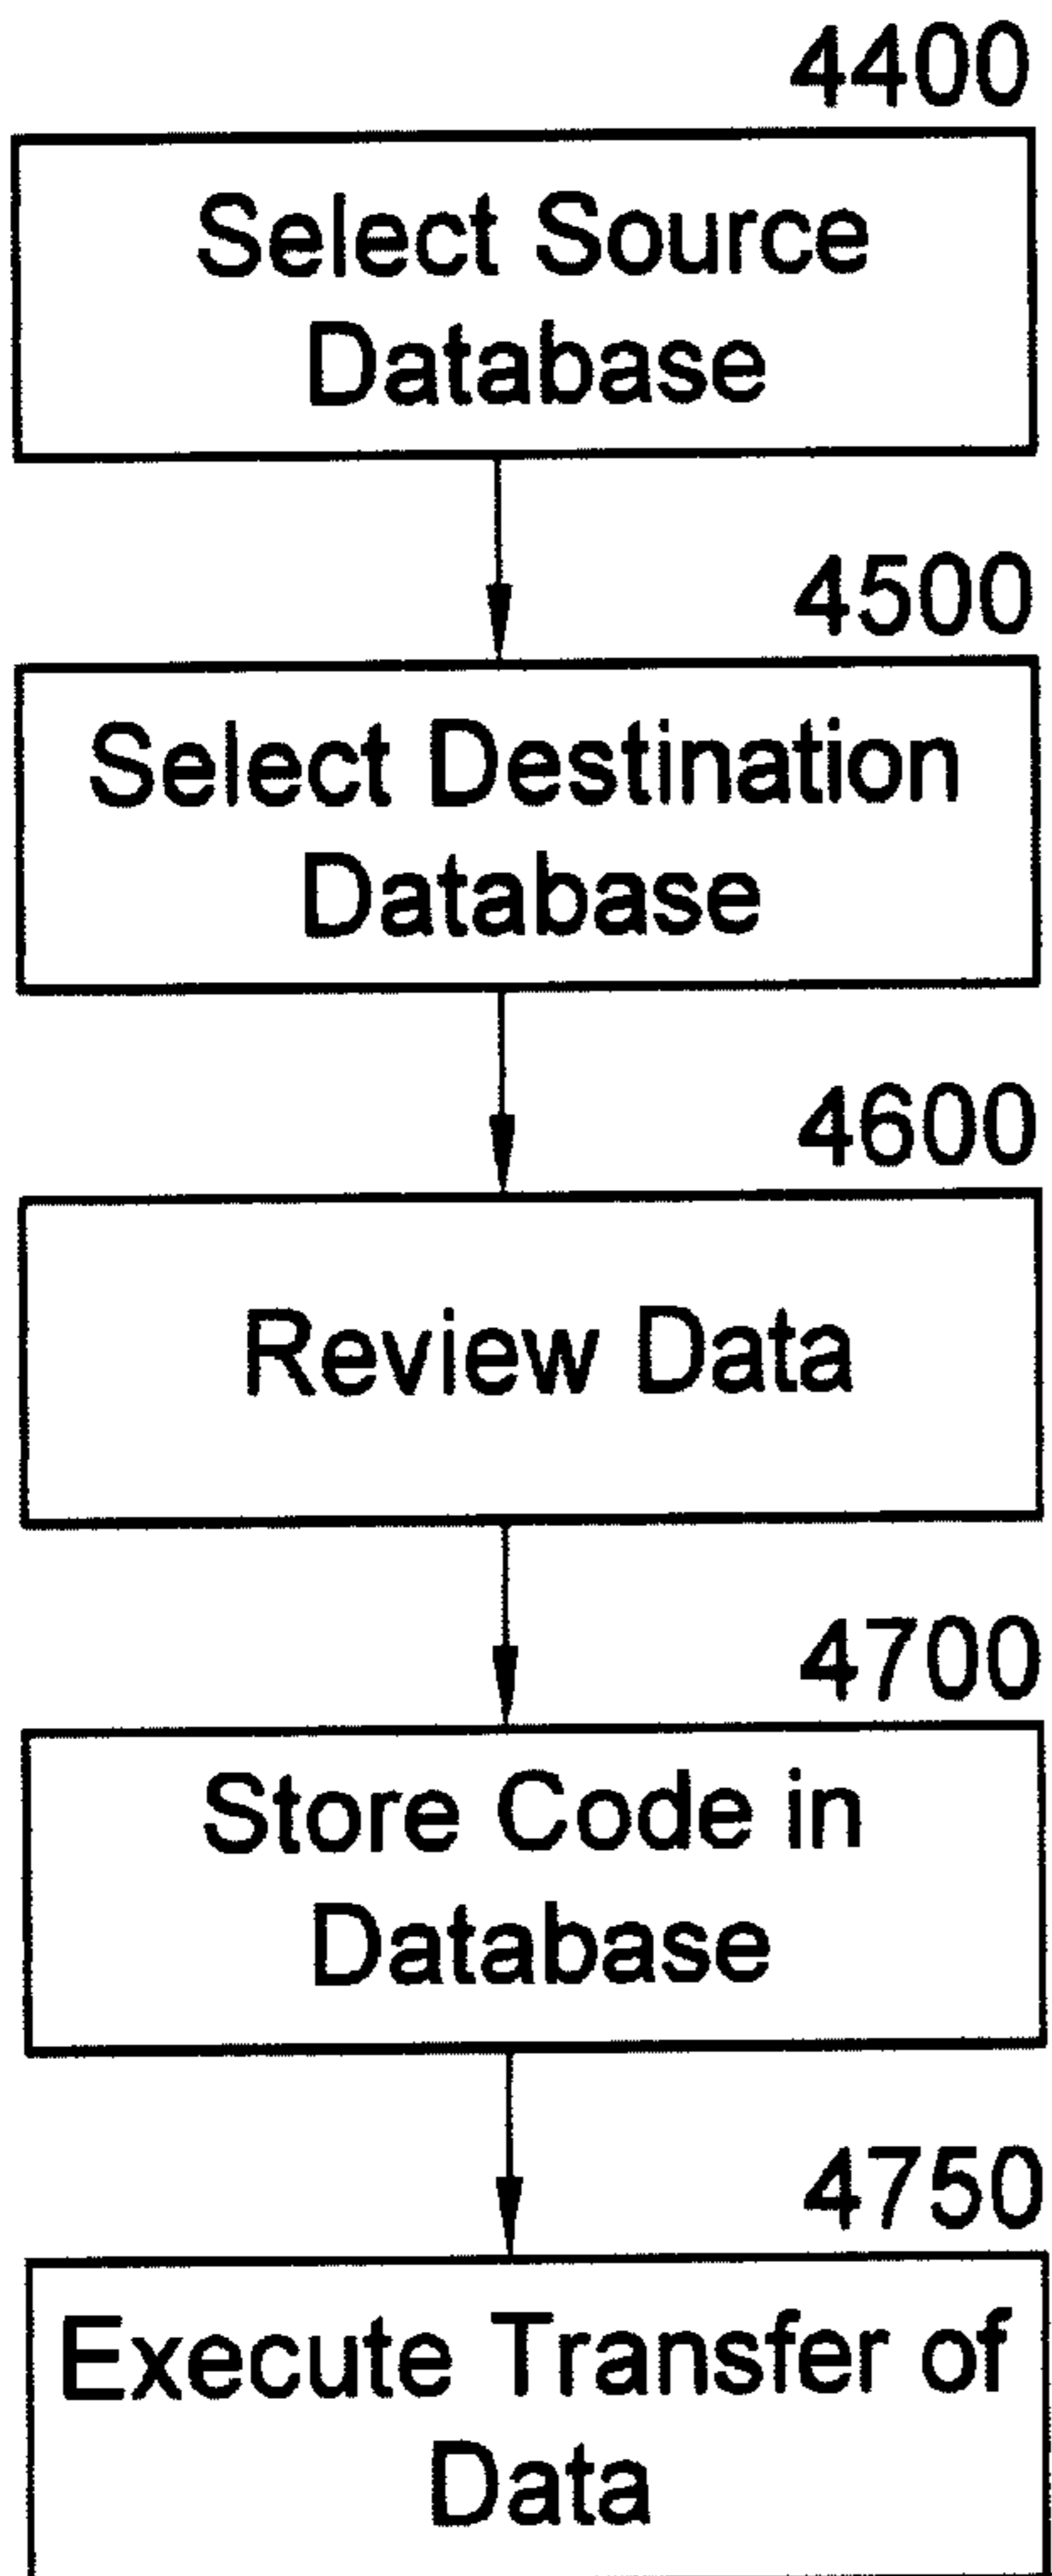 4400
Select Source
Database
4500
Select Destination
Database
4600
Review Data
4700
Store Code in
Database
4750
Execute Transfer of
Data